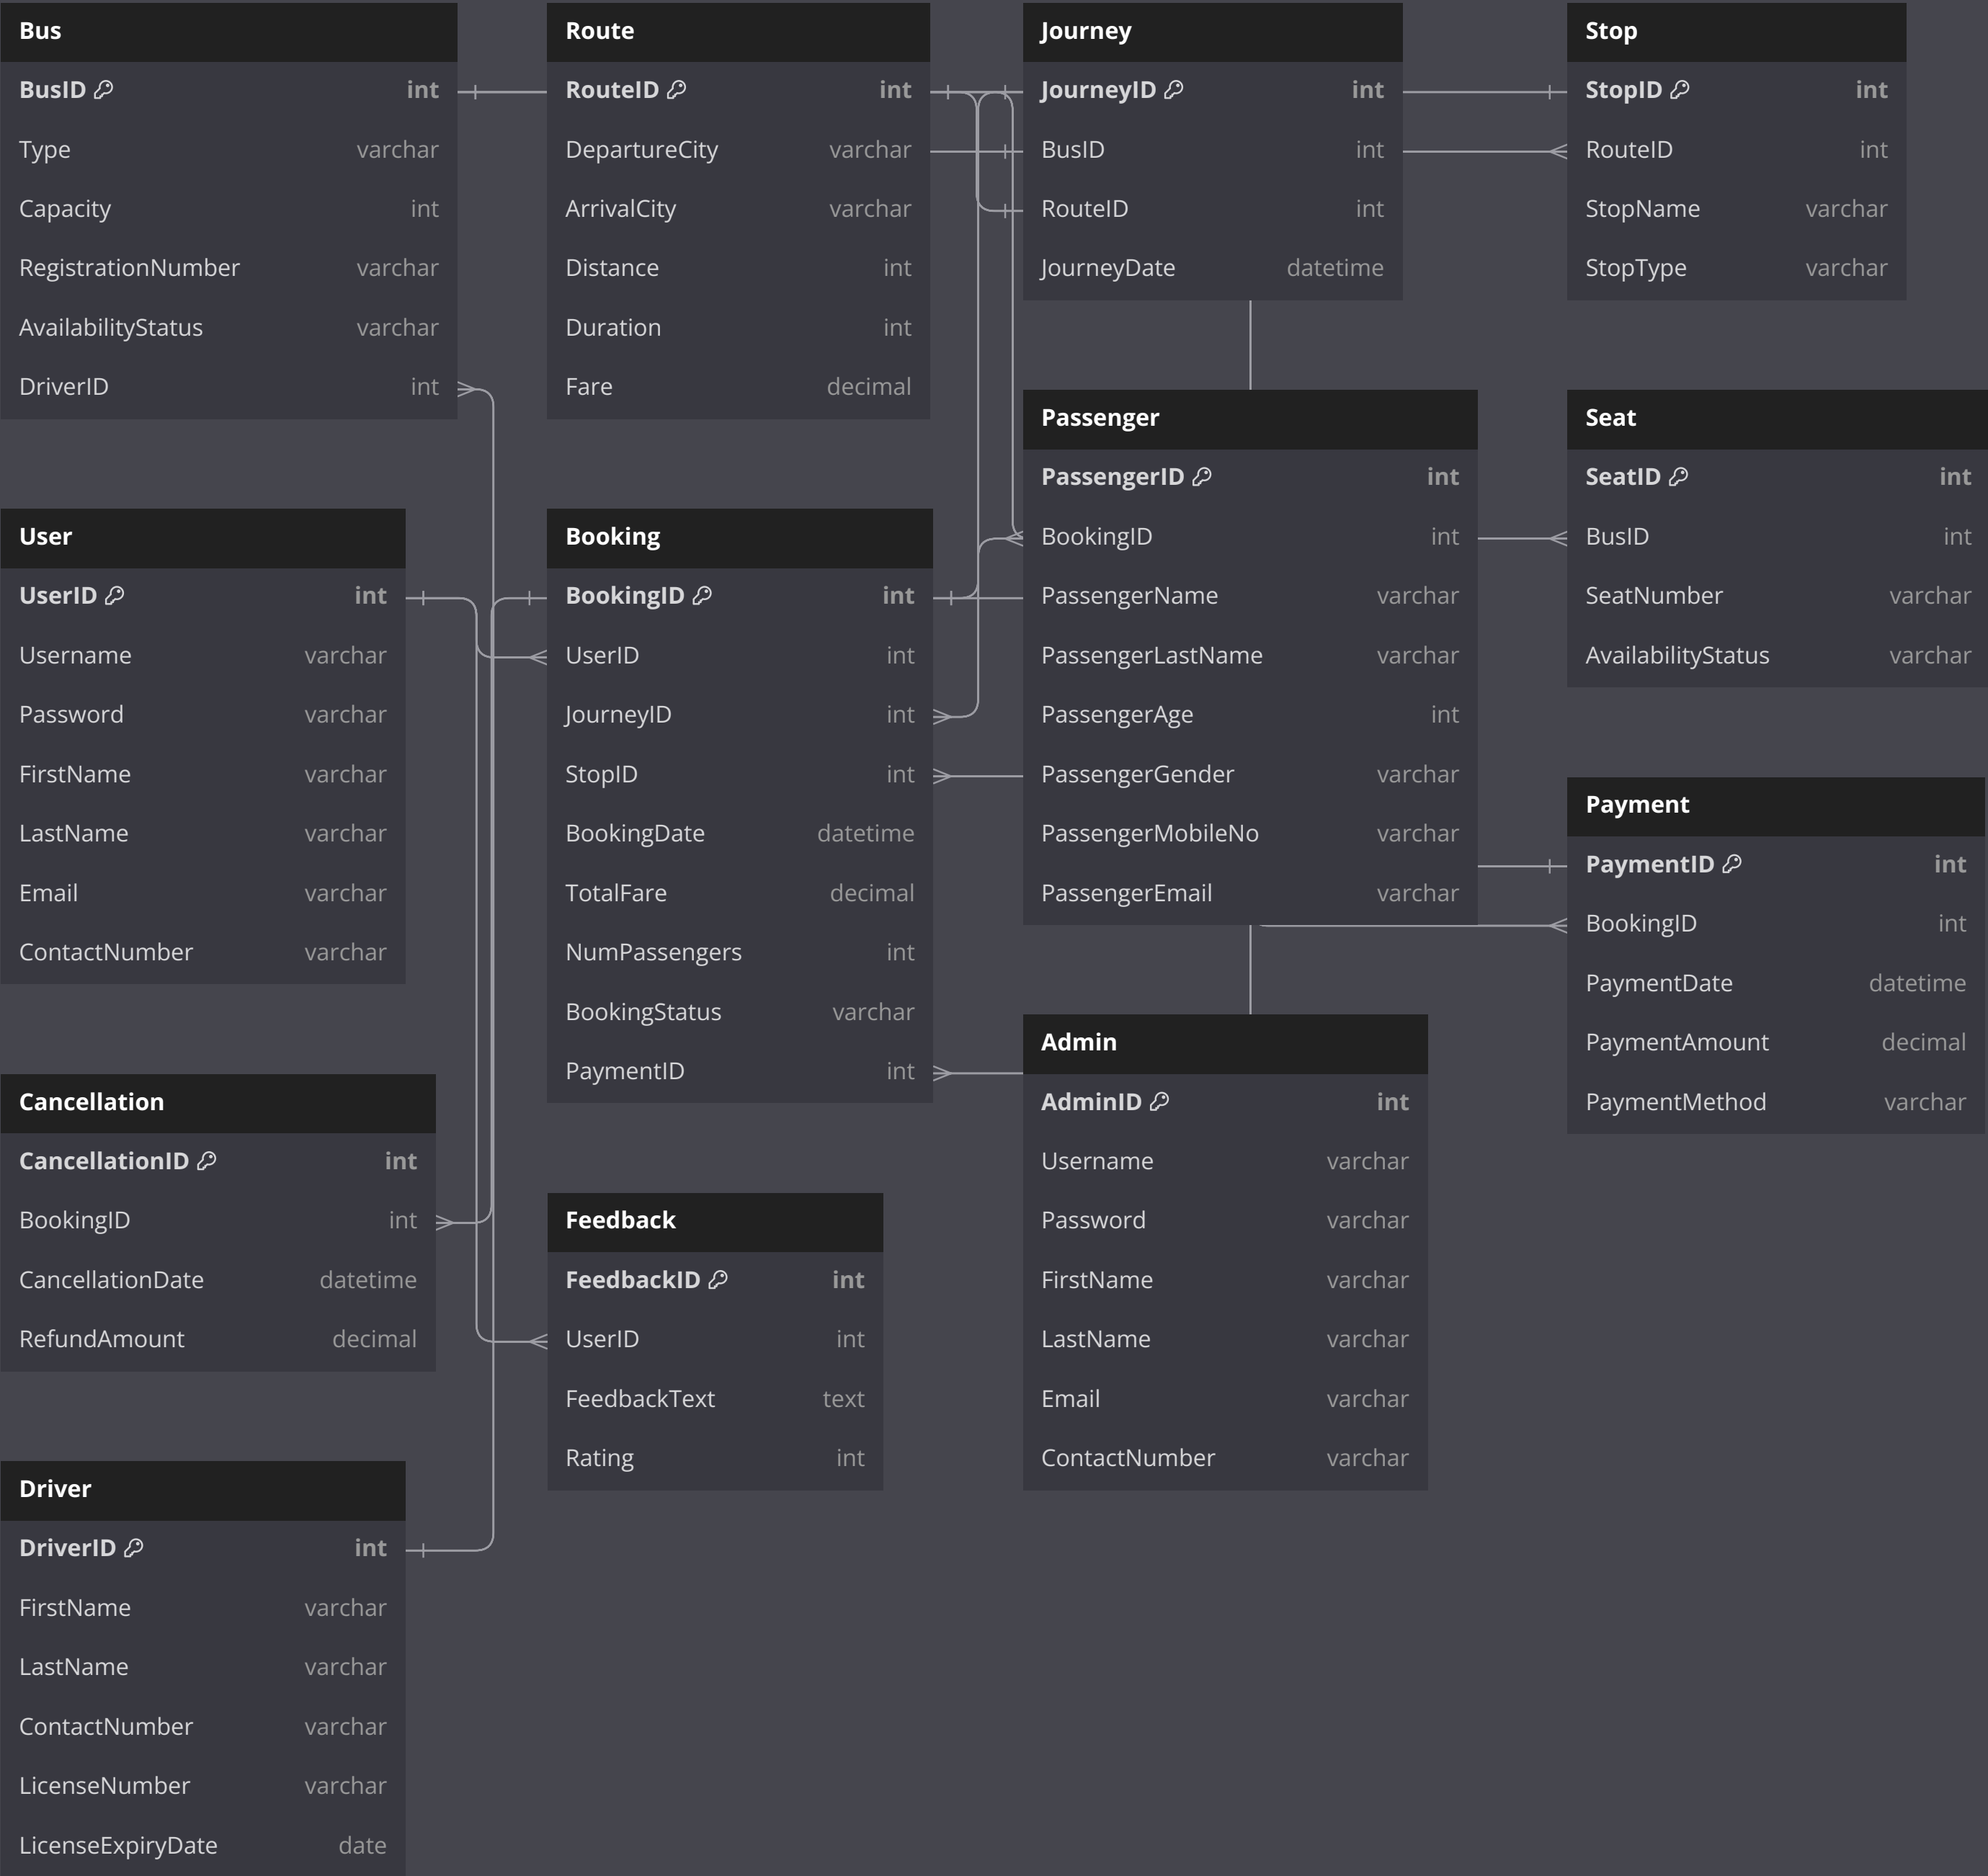 Bus
BusID int
Type varchar
Capacity int
RegistrationNumber varchar
AvailabilityStatus varchar
DriverID int
Route
RouteID int
DepartureCity varchar
ArrivalCity varchar
Distance int
Duration int
Fare decimal
Journey
JourneyID int
BusID int
RouteID int
JourneyDate datetime
Stop
StopID int
RouteID int
StopName varchar
StopType varchar
Passenger
PassengerID int
BookingID int
PassengerName varchar
PassengerLastName varchar
PassengerAge int
PassengerGender varchar
PassengerMobileNo varchar
PassengerEmail varchar
Seat
SeatID int
BusID int
SeatNumber varchar
AvailabilityStatus varchar
User
UserID int
Username varchar
Password varchar
FirstName varchar
LastName varchar
Email varchar
ContactNumber varchar
Booking
BookingID int
UserID int
JourneyID int
StopID int
BookingDate datetime
TotalFare decimal
NumPassengers int
BookingStatus varchar
PaymentID int
Payment
PaymentID int
BookingID int
PaymentDate datetime
PaymentAmount decimal
PaymentMethod varchar
Cancellation
CancellationID int
BookingID int
CancellationDate datetime
RefundAmount decimal
Feedback
FeedbackID int
UserID int
FeedbackText text
Rating int
Admin
AdminID int
Username varchar
Password varchar
FirstName varchar
LastName varchar
Email varchar
ContactNumber varchar
Driver
DriverID int
FirstName varchar
LastName varchar
ContactNumber varchar
LicenseNumber varchar
LicenseExpiryDate date